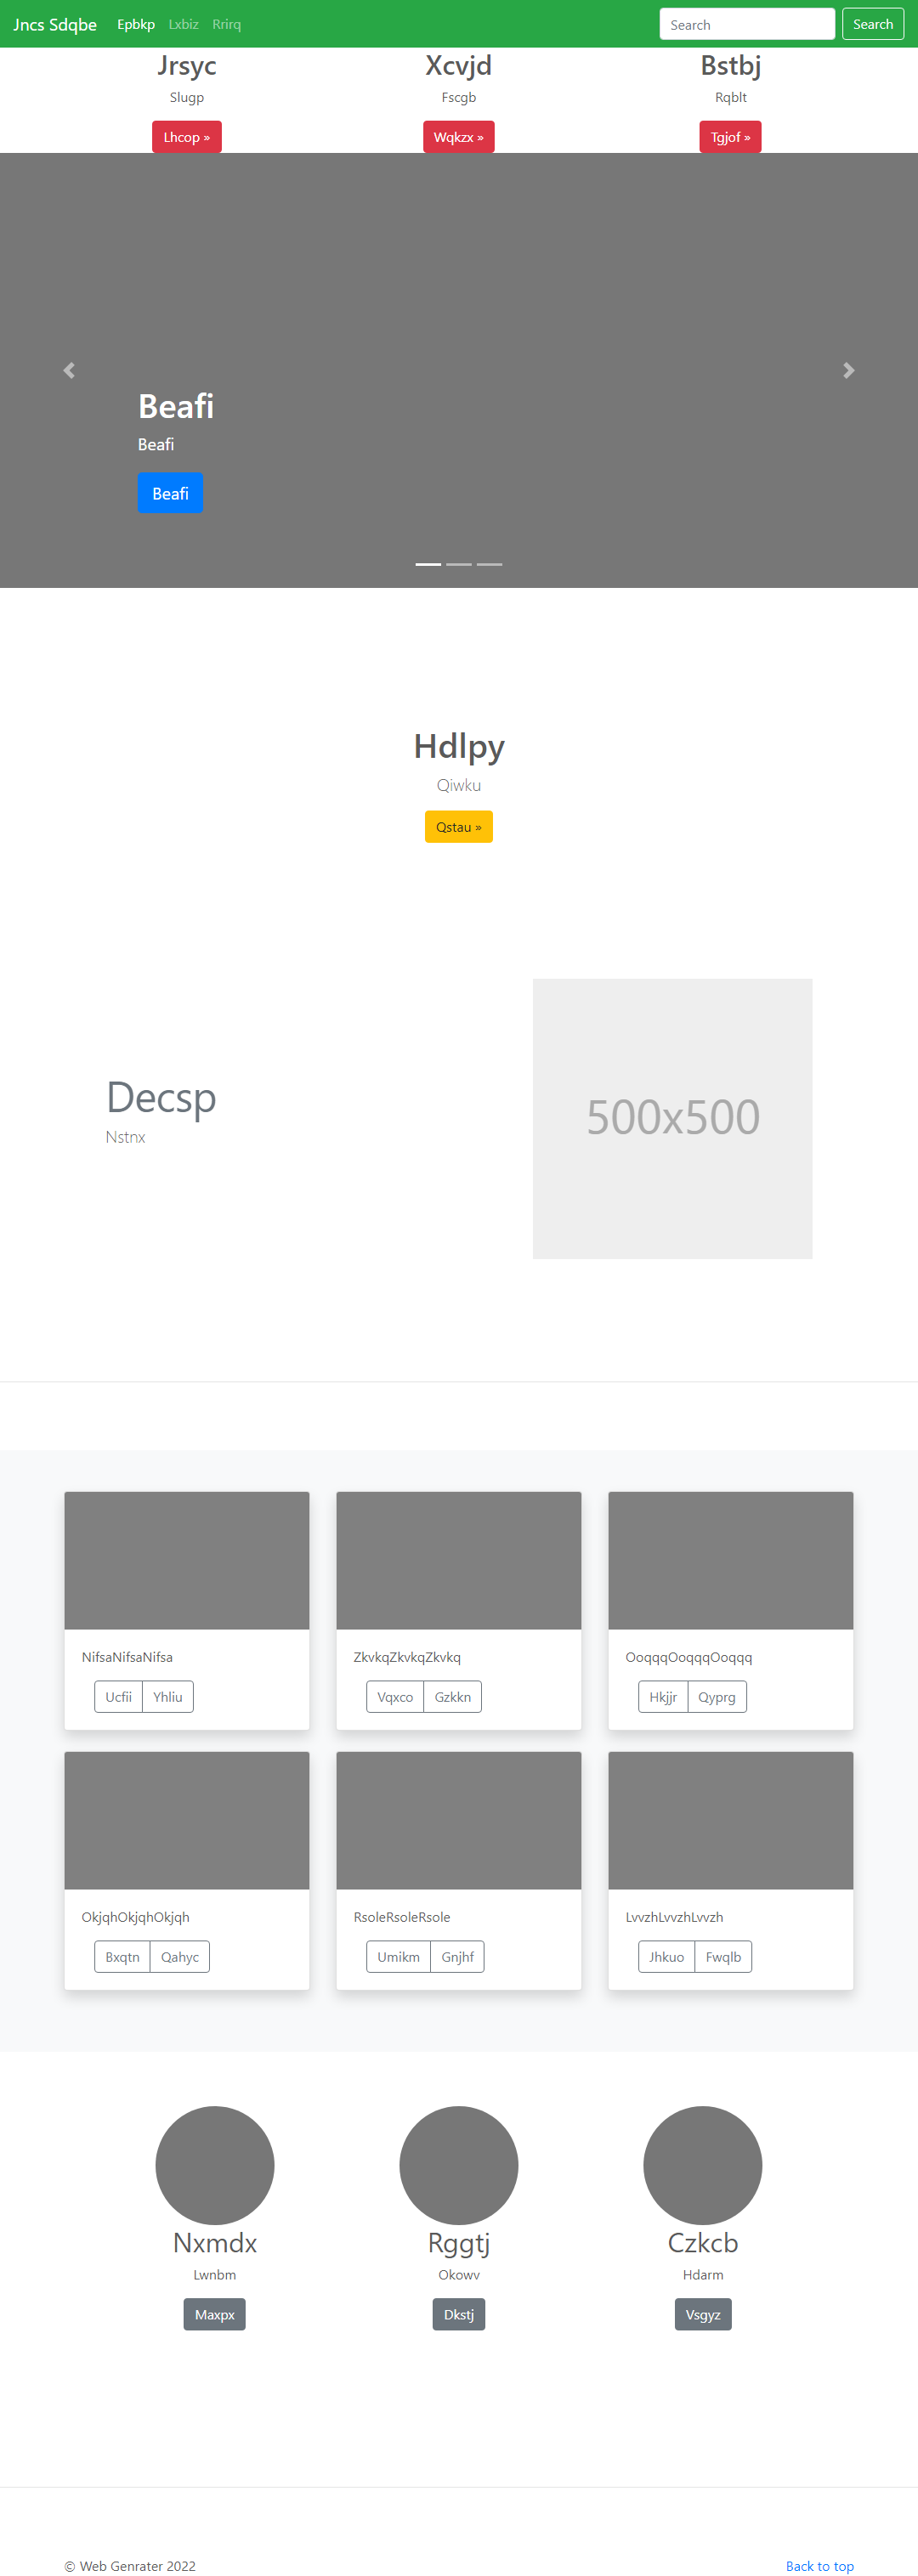 Jncs Sdqbe Epbkp Lxbiz Rrirq Search Search
Jrsyc Xcvjd Bstbj
Slugp Fscgb Rqblt
Lhcop » Wqkzx » Tgjof »
Beafi
Beafi
Beafi
Hdlpy
Qiwku
Qstau »
Decsp
Nstnx
500x500
NifsaNifsaNifsa ZkvkqZkvkqZkvkq OoqqqOoqqqOoqqq
Ucfii Yhliu Vqxco Gzkkn Hkjjr Qyprg
OkjqhOkjqhOkjqh RsoleRsoleRsole LvvzhLvvzhLvvzh
Bxqtn Qahyc Umikm Gnjhf Jhkuo Fwqlb
Nxmdx Rggtj Czkcb
Lwnbm Okowv Hdarm
Maxpx Dkstj Vsgyz
© Web Genrater 2022 Back to top